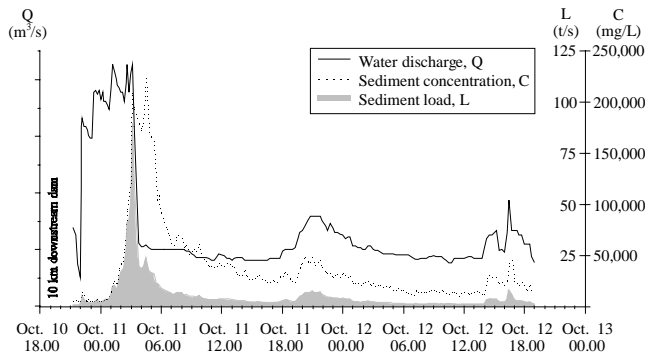 Q
(m³/s)
L
(t/s)
C
(mg/L)
125 250,000
100 200,000
75 150,000
50 100,000
25 50,000
Water discharge, Q
Sediment concentration, C
Sediment load, L
10 km downstream dam
Oct. 10 Oct. 11 Oct. 11 Oct. 11 Oct. 11 Oct. 12 Oct. 12 Oct. 12 Oct. 12 Oct. 13
18.00 00.00 06.00 12.00 18.00 00.00 06.00 12.00 18.00 00.00